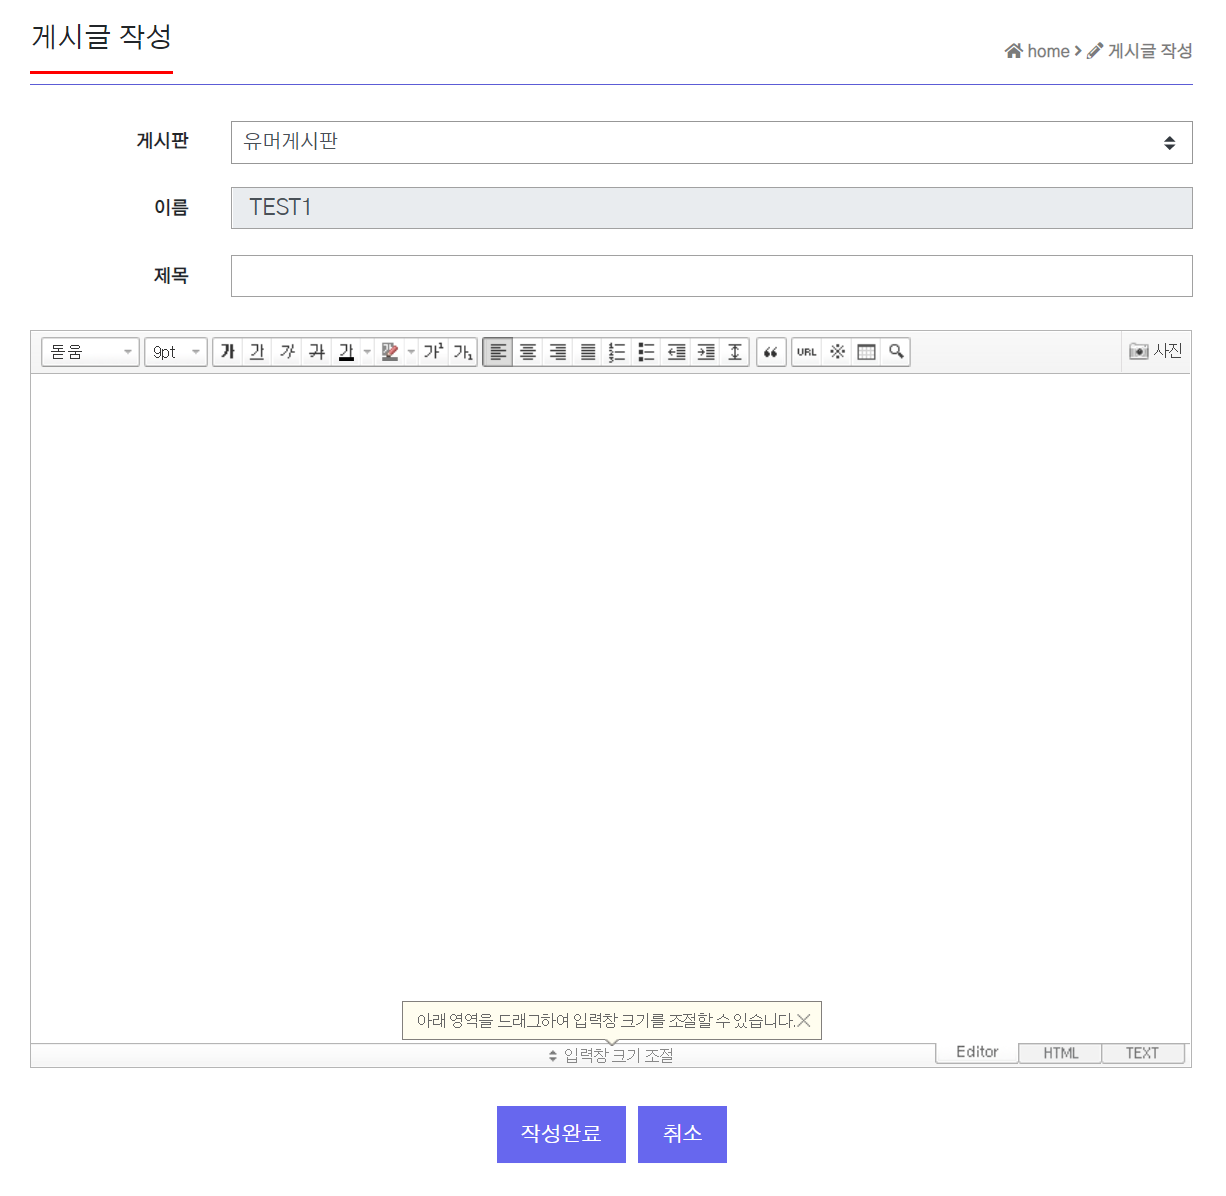 게시글 작성
home > 게시글 작성
게시판 유머게시판
이름 TEST1
제목
돋움 9pt 가 가 가 가 가 가 가¹ 가₁ URL ※ 사진
아래 영역을 드래그하여 입력창 크기를 조절할 수 있습니다.
입력창 크기 조절 Editor HTML TEXT
작성완료 취소